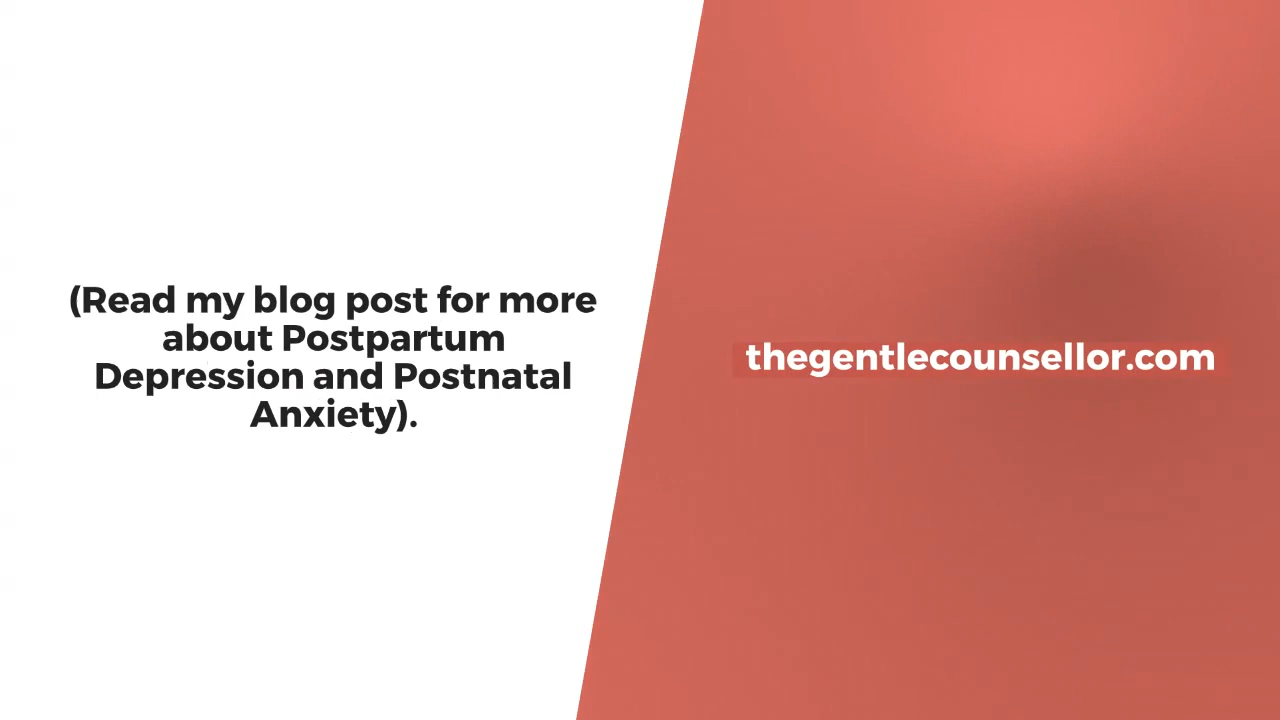 (Read my blog post for more
about Postpartum
Depression and Postnatal
Anxiety).
thegentlecounsellor.com